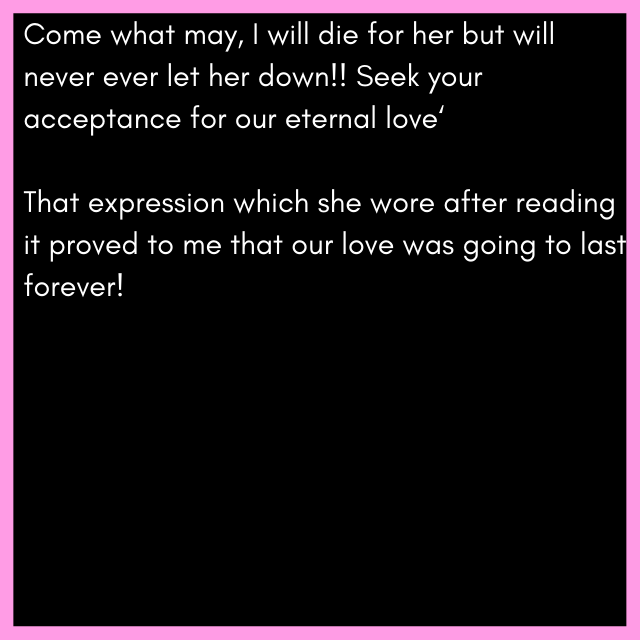 Come what may, I will die for her but will
never ever let her down!! Seek your
acceptance for our eternal love‘
That expression which she wore after reading
it proved to me that our love was going to last
forever!